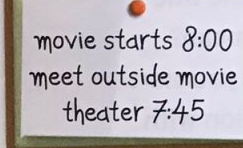 movie starts 8:00
meet outside movie
theater 7:45